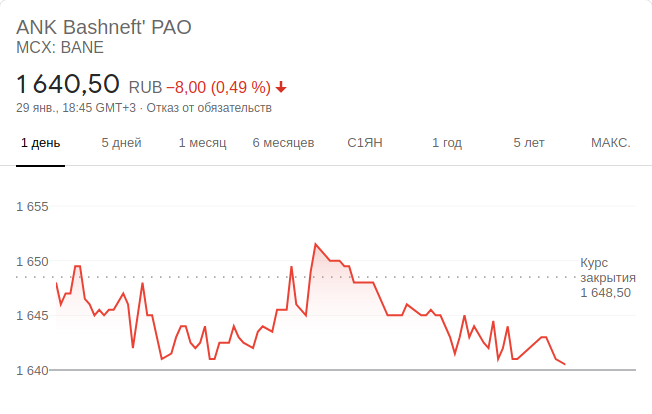 ANK Bashneft' PAO
MCX: BANE
1 640,50 RUB −8,00 (0,49 %)
29 янв., 18:45 GMT+3 · Отказ от обязательств
1 день 5 дней 1 месяц 6 месяцев С1ЯН 1 год 5 лет МАКС.
1 655
1 650
Курс
закрытия
1 648,50
1 645
1 640